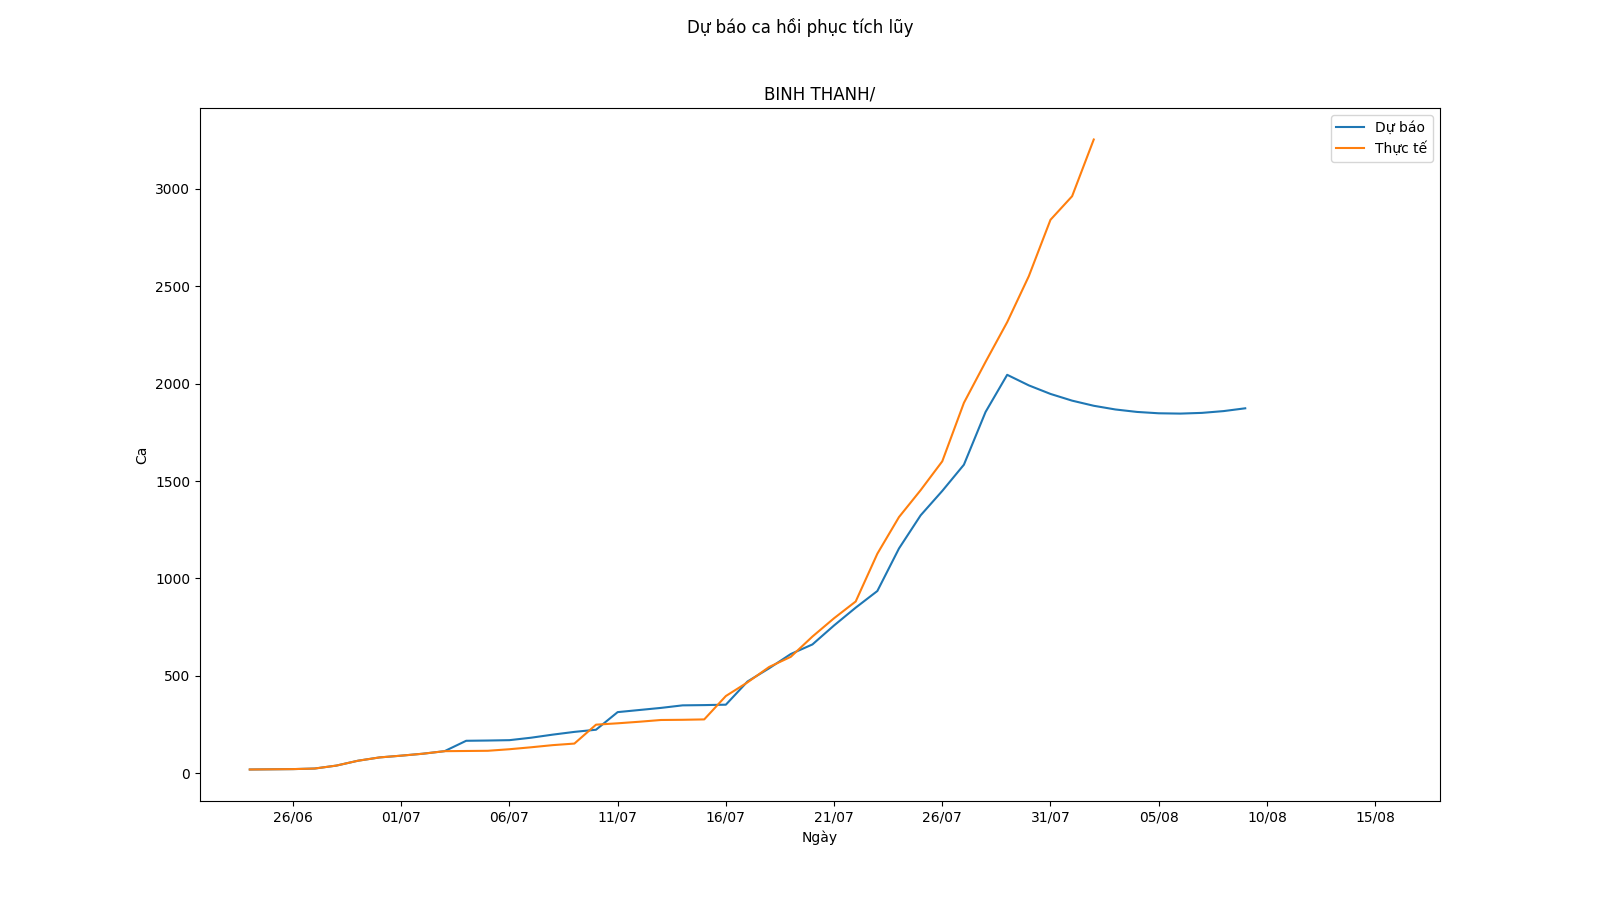 Dự báo ca hồi phục tích lũy
BINH THANH/
Dự báo
Thực tế
3000
2500
2000
1500
1000
500
0
Ca
26/06 01/07 06/07 11/07 16/07 21/07 26/07 31/07 05/08 10/08 15/08
Ngày